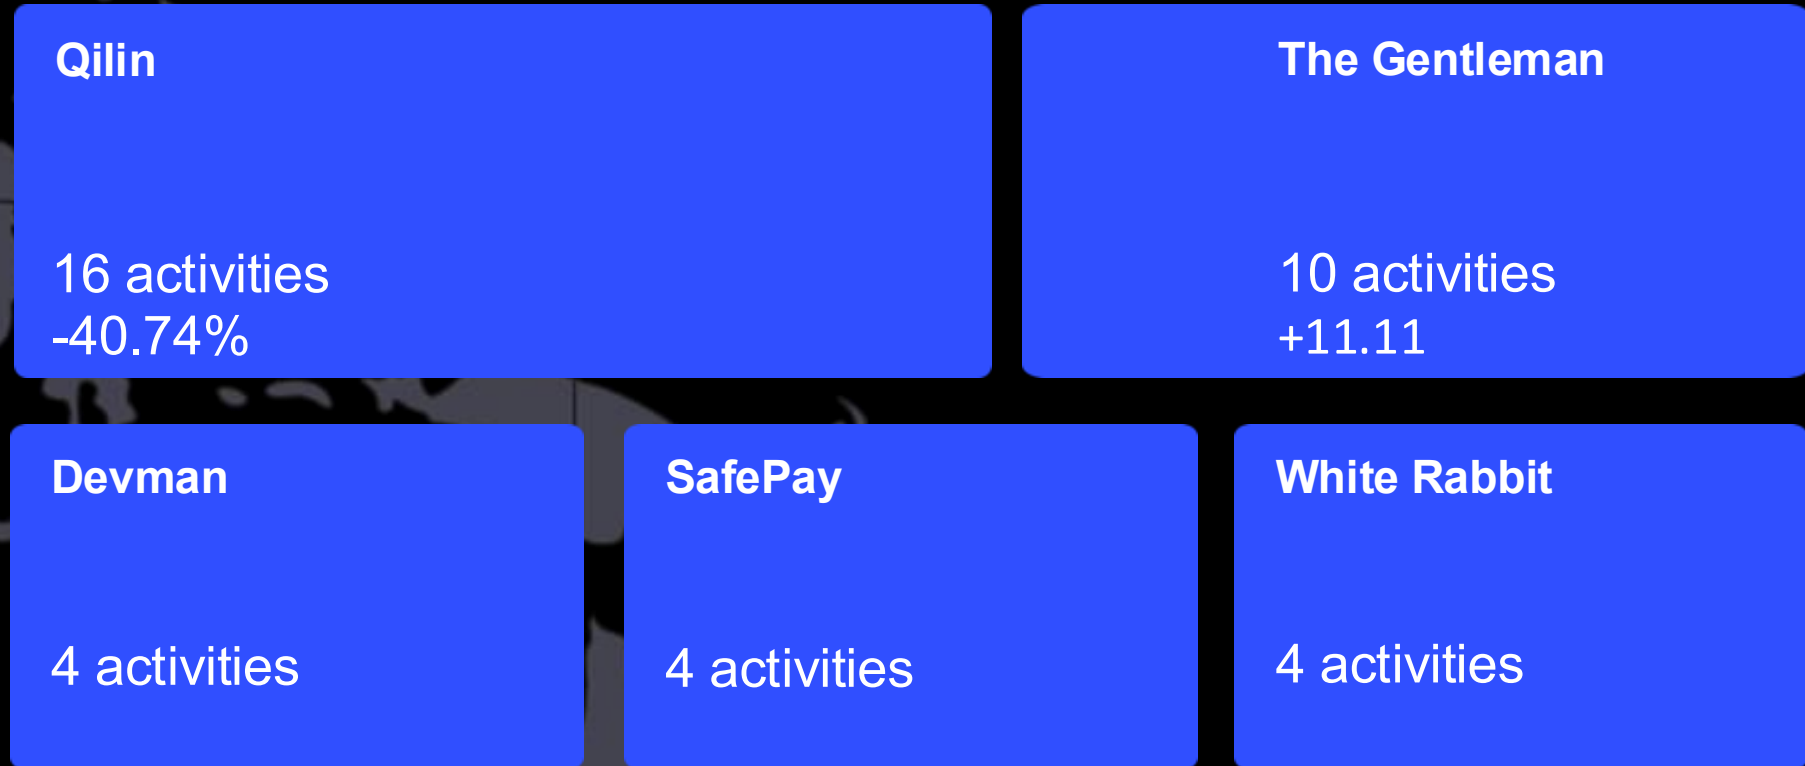 Qilin
16 activities
-40.74%
The Gentleman
10 activities
+11.11
Devman
4 activities
SafePay
4 activities
White Rabbit
4 activities